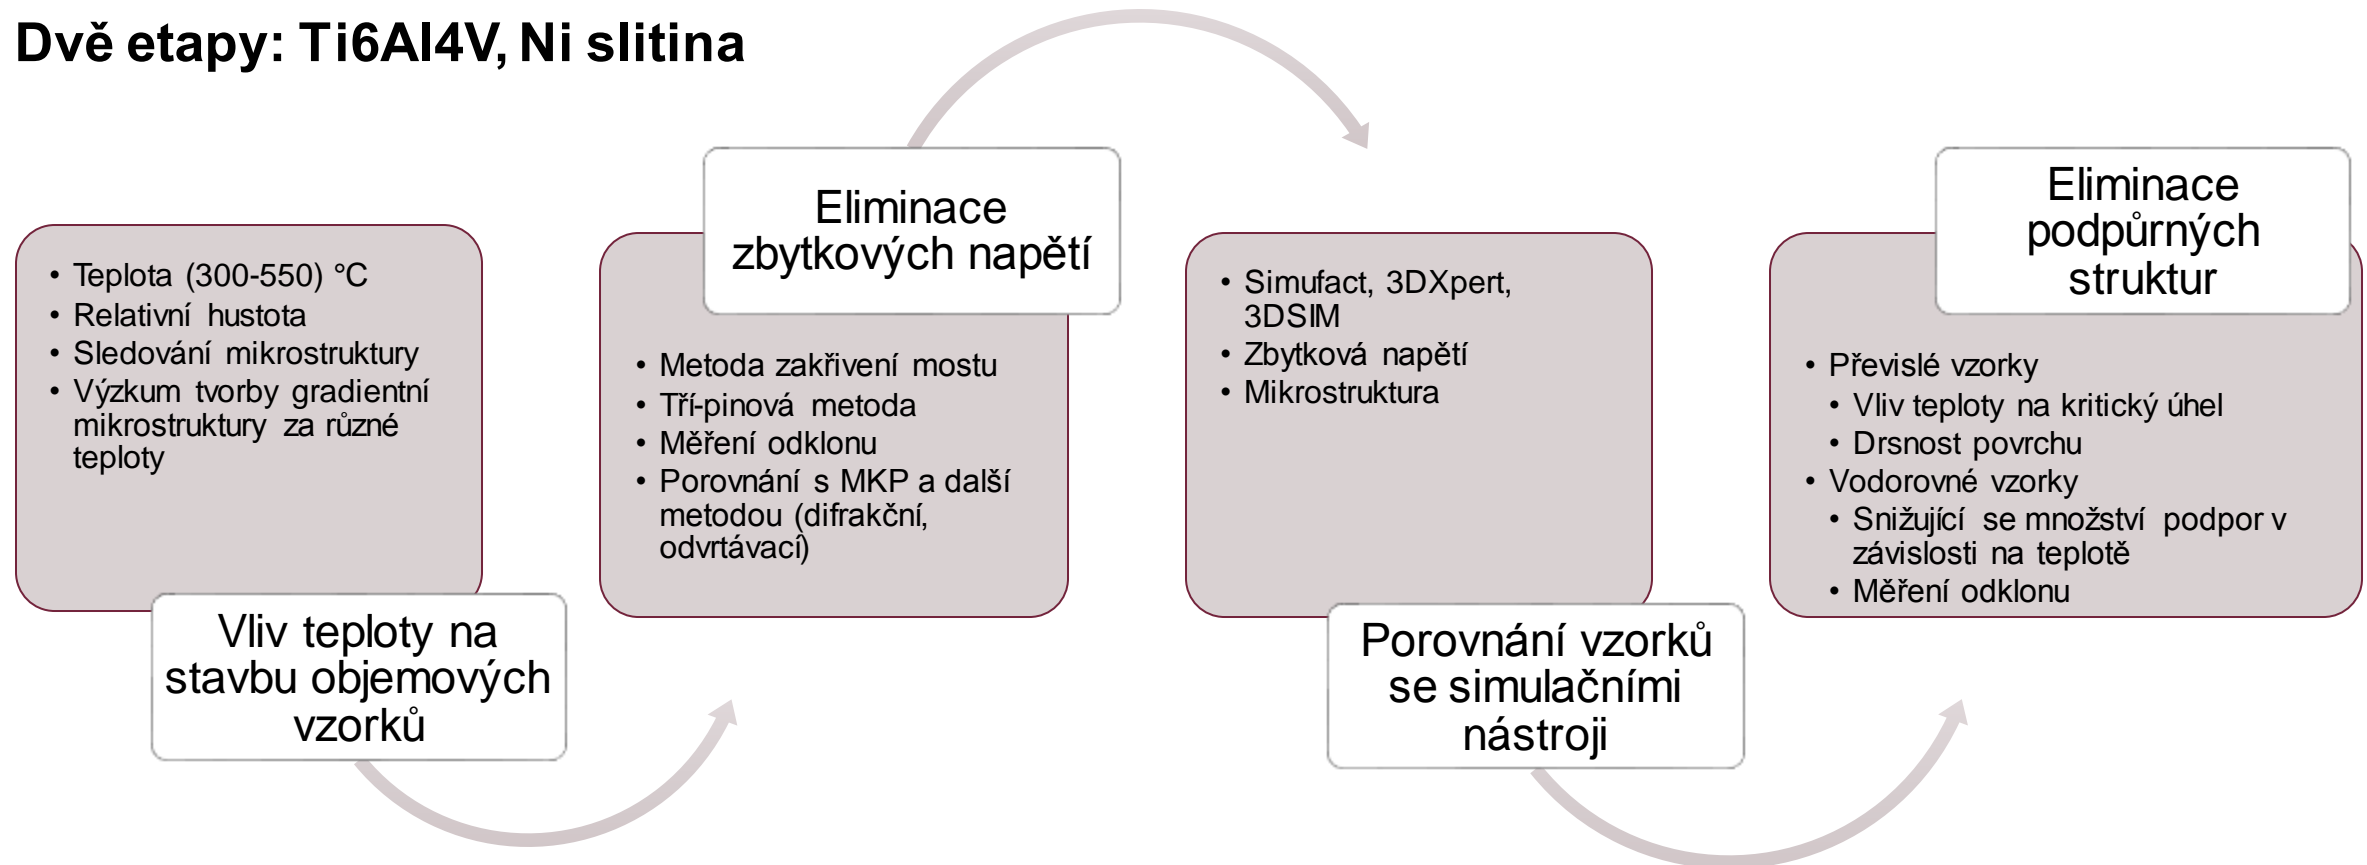 Dvě etapy: Ti6Al4V, Ni slitina
• Teplota (300-550) °C
• Relativní hustota
• Sledování mikrostruktury
• Výzkum tvorby gradientní
mikrostruktury za různé
teploty
Vliv teploty na
stavbu objemových
vzorků
Eliminace
zbytkových napětí
• Metoda zakřivení mostu
• Tří-pinová metoda
• Měření odklonu
• Porovnání s MKP a další
metodou (difrakční,
odvrtávací)
• Simufact, 3DXpert,
3DSIM
• Zbytková napětí
• Mikrostruktura
Porovnání vzorků
se simulačními
nástroji
Eliminace
podpůrných
struktur
• Převislé vzorky
• Vliv teploty na kritický úhel
• Drsnost povrchu
• Vodorovné vzorky
• Snižující se množství podpor v
závislosti na teplotě
• Měření odklonu